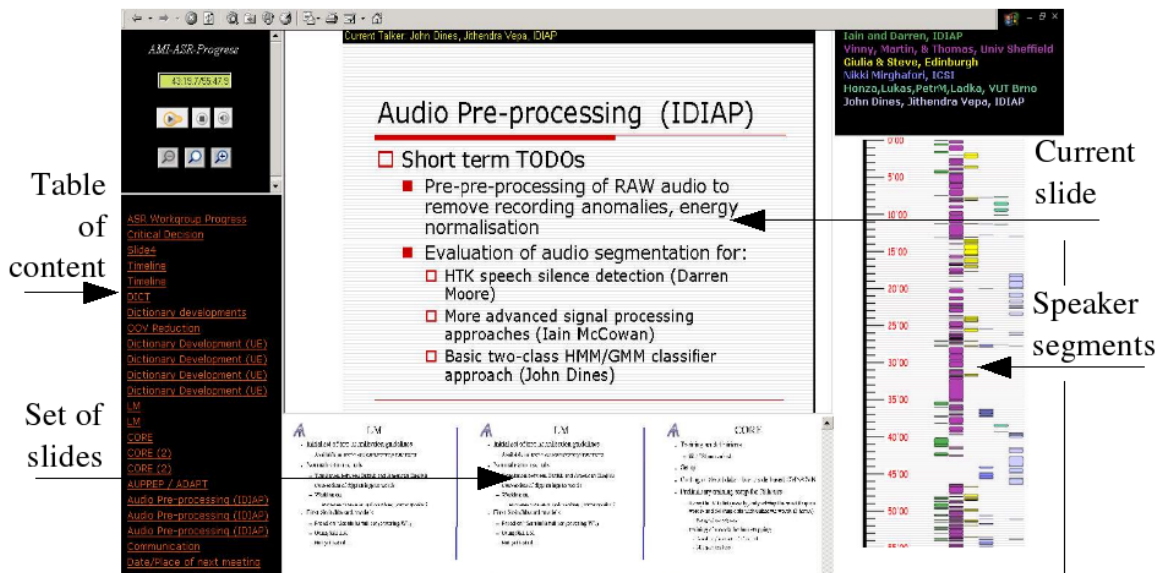 AMI-ASR-Progress
43:19.7/55:47.9
Current Talker: John Dines, Jithendra Vepa, IDIAP
Iain and Darren, IDIAP
Vinny, Martin, & Thomas, Univ Sheffield
Giulia & Steve, Edinburgh
Nikki Mirghafori, ICSI
Honza,Lukas,PetrM,Ladka, VUT Brno
John Dines, Jithendra Vepa, IDIAP
Audio Pre-processing (IDIAP)
Short term TODOs
Pre-pre-processing of RAW audio to
remove recording anomalies, energy
normalisation
Evaluation of audio segmentation for:
HTK speech silence detection (Darren
Moore)
More advanced signal processing
approaches (Iain McCowan)
Basic two-class HMM/GMM classifier
approach (John Dines)
Table
of
content
ASR Workgroup Progress
Critical Decision
Slide4
Timeline
Timeline
DICT
Dictionary developments
OOV Reduction
Dictionary Development (UE)
Dictionary Development (UE)
Dictionary Development (UE)
Dictionary Development (UE)
LM
LM
CORE
CORE (2)
CORE (2)
AUPREP / ADAPT
Audio Pre-processing (IDIAP)
Audio Pre-processing (IDIAP)
Audio Pre-processing (IDIAP)
Communication
Date/Place of next meeting
Set of
slides
LM
LM
CORE
0'00
5'00
10'00
15'00
20'00
25'00
30'00
35'00
40'00
45'00
50'00
55'00
Current
slide
Speaker
segments